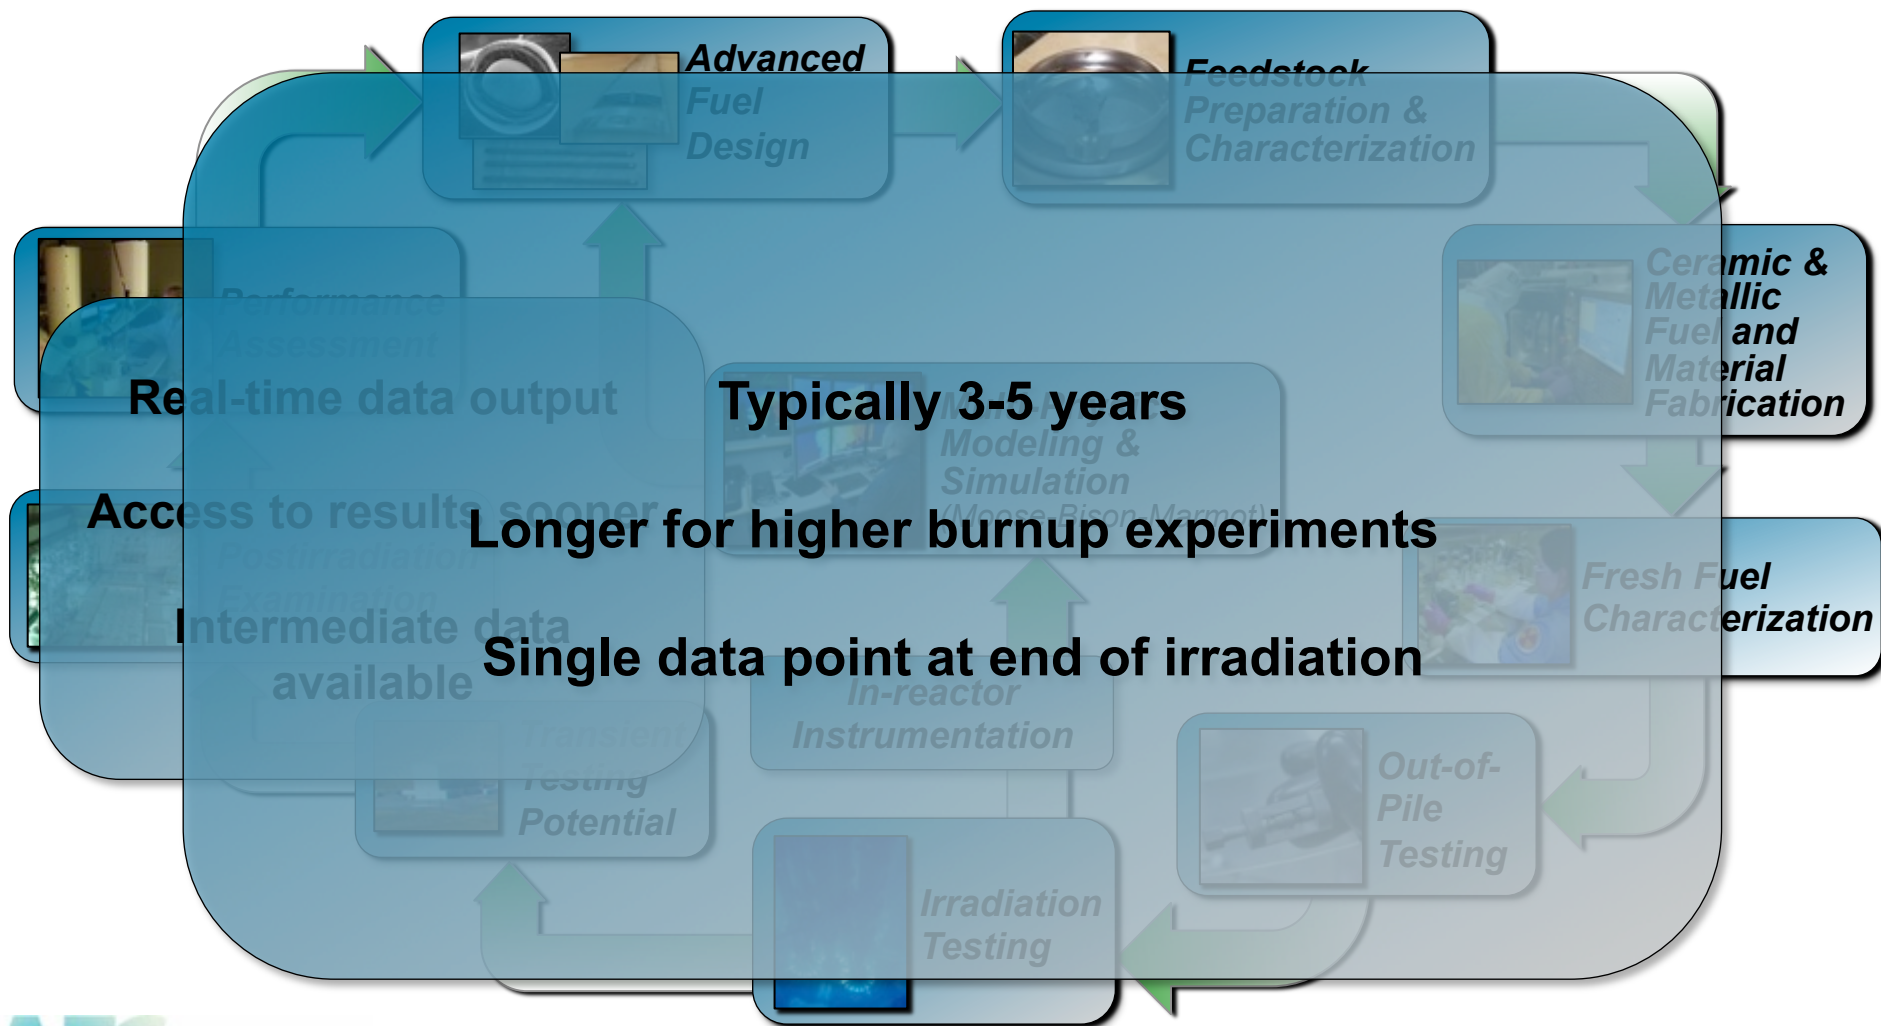 Advanced
Fuel
Design
Feedstock
Preparation &
Characterization
Performance
Assessment
Ceramic &
Metallic
Fuel and
Material
Fabrication
Real-time data output
Typically 3-5 years
Modeling &
Simulation
(Moose-Bison-Marmot)
Access to results sooner
Longer for higher burnup experiments
Postirradiation
Examination
Fresh Fuel
Characterization
Intermediate data
available
Single data point at end of irradiation
In-reactor
Instrumentation
Transient
Testing
Potential
Out-of-
Pile
Testing
Irradiation
Testing